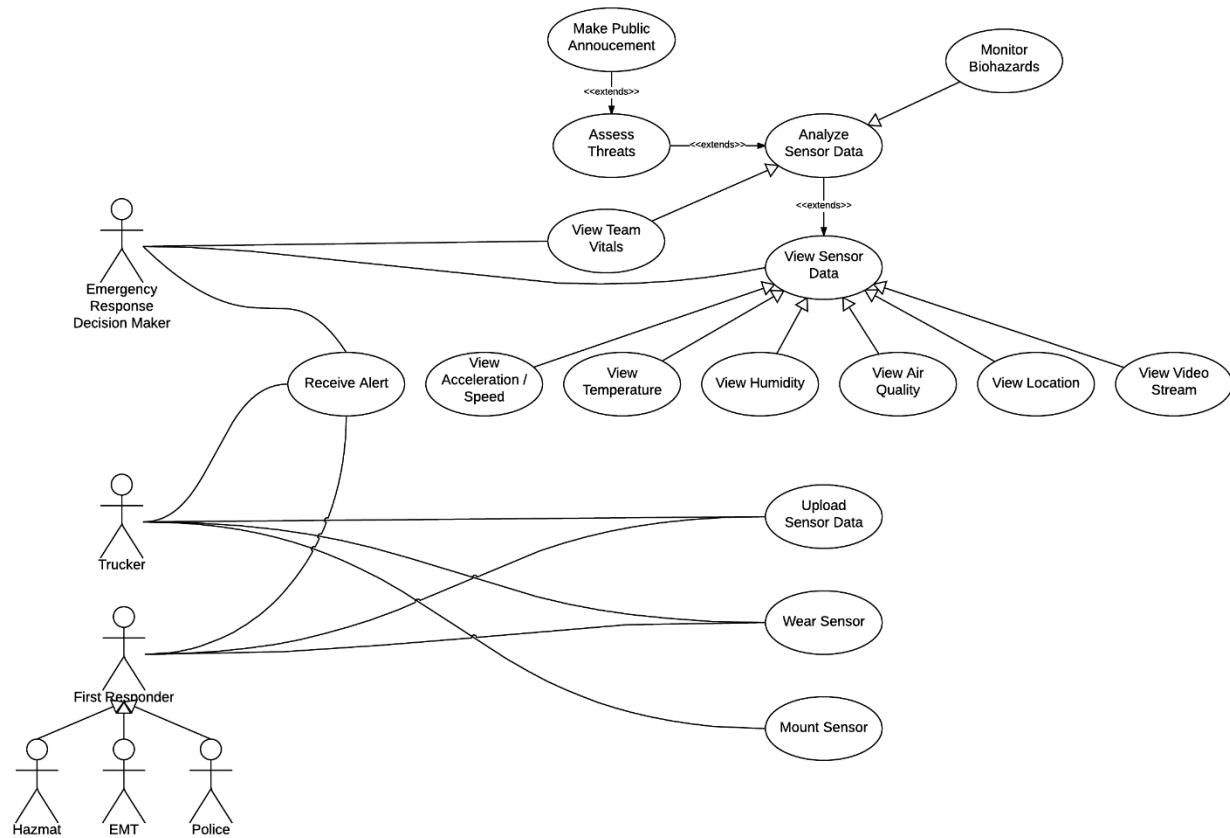 Make Public
Annoucement
Monitor
Biohazards
<<extends>>
Assess
Threats
<<extends>>
Analyze
Sensor Data
<<extends>>
View Team
Vitals
View Sensor
Data
Emergency
Response
Decision Maker
Receive Alert
View
Acceleration /
Speed
View
Temperature
View Humidity
View Air
Quality
View Location
View Video
Stream
Upload
Sensor Data
Trucker
Wear Sensor
First Responder
Mount Sensor
Hazmat
EMT
Police